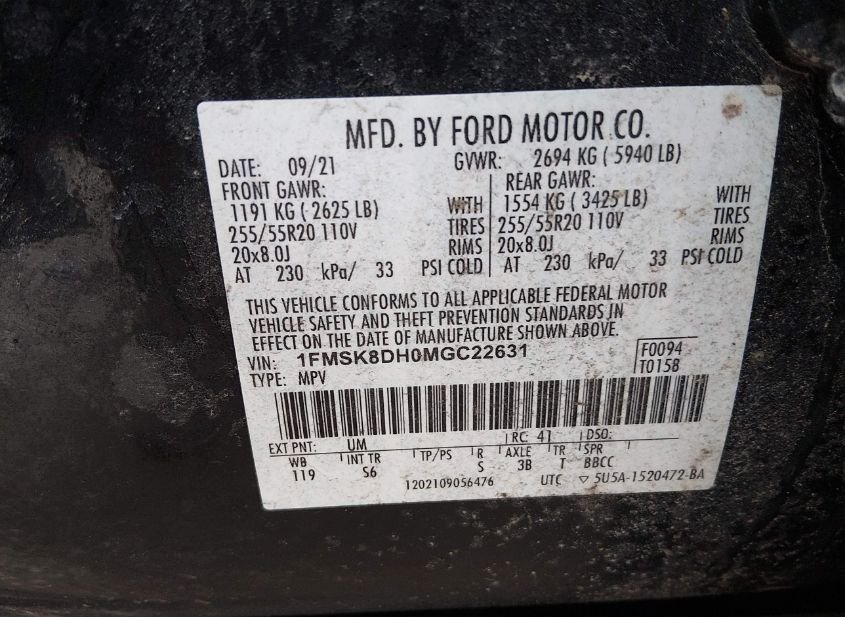 MFD. BY FORD MOTOR CO.
DATE: 09/21 GVWR: 2694 KG ( 5940 LB)
FRONT GAWR: REAR GAWR:
1191 KG ( 2625 LB) WITH 1554 KG ( 3425 LB) WITH
255/55R20 110V TIRES 255/55R20 110V TIRES
20x8.0J RIMS 20x8.0J RIMS
AT 230 kPa/ 33 PSI COLD AT 230 kPa/ 33 PSI COLD
THIS VEHICLE CONFORMS TO ALL APPLICABLE FEDERAL MOTOR
VEHICLE SAFETY AND THEFT PREVENTION STANDARDS IN
EFFECT ON THE DATE OF MANUFACTURE SHOWN ABOVE.
VIN: 1FMSK8DH0MGC22631 F0094
TYPE: MPV T0158
EXT PNT: UM RC: 41 DSO:
WB INT TR TP/PS R AXLE TR SPR
119 S6 S 3B T BBCC
1202109056476 UTC ▽ 5U5A-1520472-BA